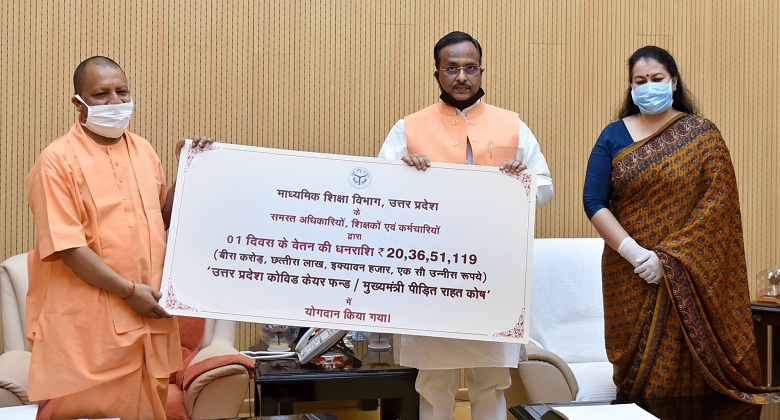 माध्यमिक शिक्षा विभाग, उत्तर प्रदेश
के
समस्त अधिकारियों, शिक्षकों एवं कर्मचारियों
द्वारा
01 दिवस के वेतन की धनराशि ₹ 20,36,51,119
(बीस करोड़, छत्तीस लाख, इक्यावन हजार, एक सौ उन्नीस रूपये)
'उत्तर प्रदेश कोविड केयर फन्ड / मुख्यमंत्री पीड़ित राहत कोष'
में
योगदान किया गया।